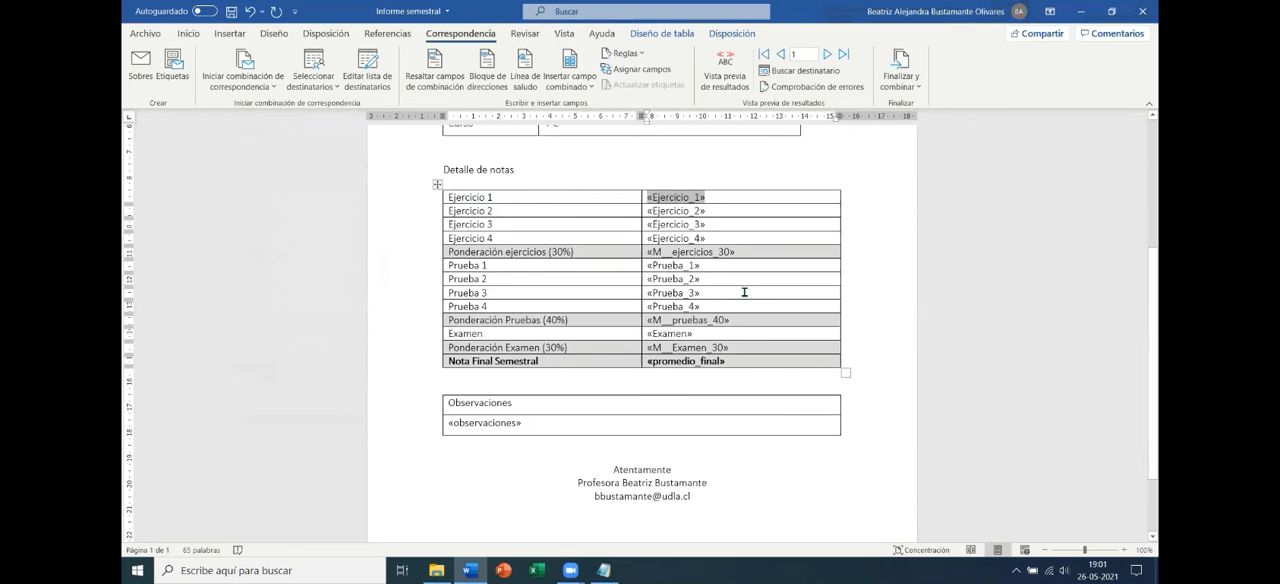 Autoguardado
Informe semestral
Buscar
Beatriz Alejandra Bustamante Olivares
BA
Archivo
Inicio
Insertar
Diseño
Disposición
Referencias
Correspondencia
Revisar
Vista
Ayuda
Diseño de tabla
Disposición
Compartir
Comentarios
Sobres Etiquetas
Iniciar combinación de correspondencia
Seleccionar destinatarios
Editar lista de destinatarios
Resaltar campos de combinación
Bloque de direcciones
Línea de saludo
Insertar campo combinado
Reglas
Asignar campos
Actualizar etiquetas
ABC
Vista previa de resultados
1
Buscar destinatario
Comprobación de errores
Finalizar y combinar
Crear
Iniciar combinación de correspondencia
Escribir e insertar campos
Vista previa de resultados
Finalizar
Detalle de notas
Ejercicio 1 «Ejercicio_1»
Ejercicio 2 «Ejercicio_2»
Ejercicio 3 «Ejercicio_3»
Ejercicio 4 «Ejercicio_4»
Ponderación ejercicios (30%) «M__ejercicios_30»
Prueba 1 «Prueba_1»
Prueba 2 «Prueba_2»
Prueba 3 «Prueba_3»
Prueba 4 «Prueba_4»
Ponderación Pruebas (40%) «M__pruebas_40»
Examen «Examen»
Ponderación Examen (30%) «M__Examen_30»
Nota Final Semestral «promedio_final»
Observaciones
«observaciones»
Atentamente
Profesora Beatriz Bustamante
bbustamante@udla.cl
Página 1 de 1
65 palabras
Concentración
100%
Escribe aquí para buscar
19:01
26-05-2021